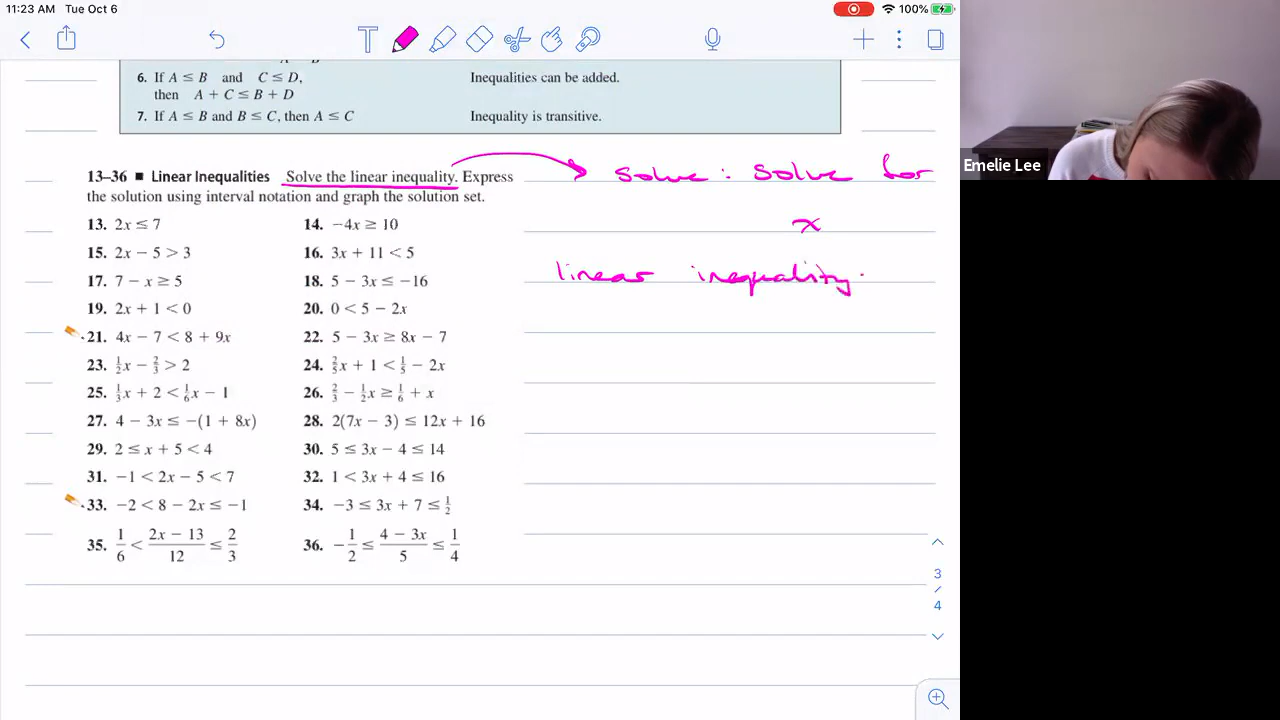 11:23 AM Tue Oct 6
100%
6. If A ≤ B and C ≤ D, Inequalities can be added.
then A + C ≤ B + D
7. If A ≤ B and B ≤ C, then A ≤ C Inequality is transitive.
13–36 ■ Linear Inequalities Solve the linear inequality. Express
the solution using interval notation and graph the solution set.
13. 2x ≤ 7 14. −4x ≥ 10
15. 2x − 5 > 3 16. 3x + 11 < 5
17. 7 − x ≥ 5 18. 5 − 3x ≤ −16
19. 2x + 1 < 0 20. 0 < 5 − 2x
21. 4x − 7 < 8 + 9x 22. 5 − 3x ≥ 8x − 7
23. 1/2 x − 2/3 > 2 24. 2/5 x + 1 < 1/5 − 2x
25. 1/3 x + 2 < 1/6 x − 1 26. 2/3 − 1/2 x ≥ 1/6 + x
27. 4 − 3x ≤ −(1 + 8x) 28. 2(7x − 3) ≤ 12x + 16
29. 2 ≤ x + 5 < 4 30. 5 ≤ 3x − 4 ≤ 14
31. −1 < 2x − 5 < 7 32. 1 < 3x + 4 ≤ 16
33. −2 < 8 − 2x ≤ −1 34. −3 ≤ 3x + 7 ≤ 1/2
35. 1/6 < (2x − 13)/12 ≤ 2/3 36. −1/2 ≤ (4 − 3x)/5 ≤ 1/4
solve : solve for
x
linear inequality.
3
/
4
Emelie Lee